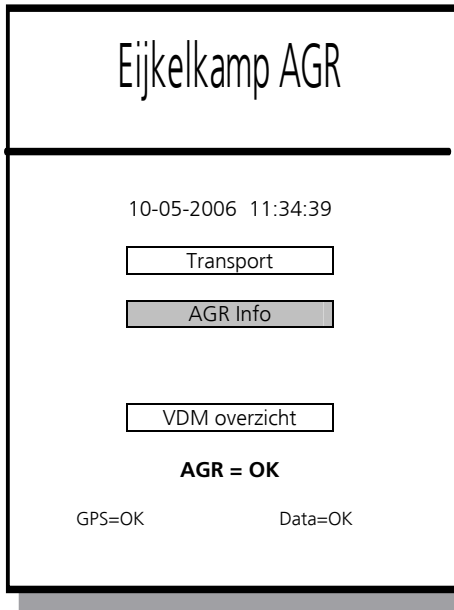 Eijkelkamp AGR
10-05-2006 11:34:39
Transport
AGR Info
VDM overzicht
AGR = OK
GPS=OK Data=OK